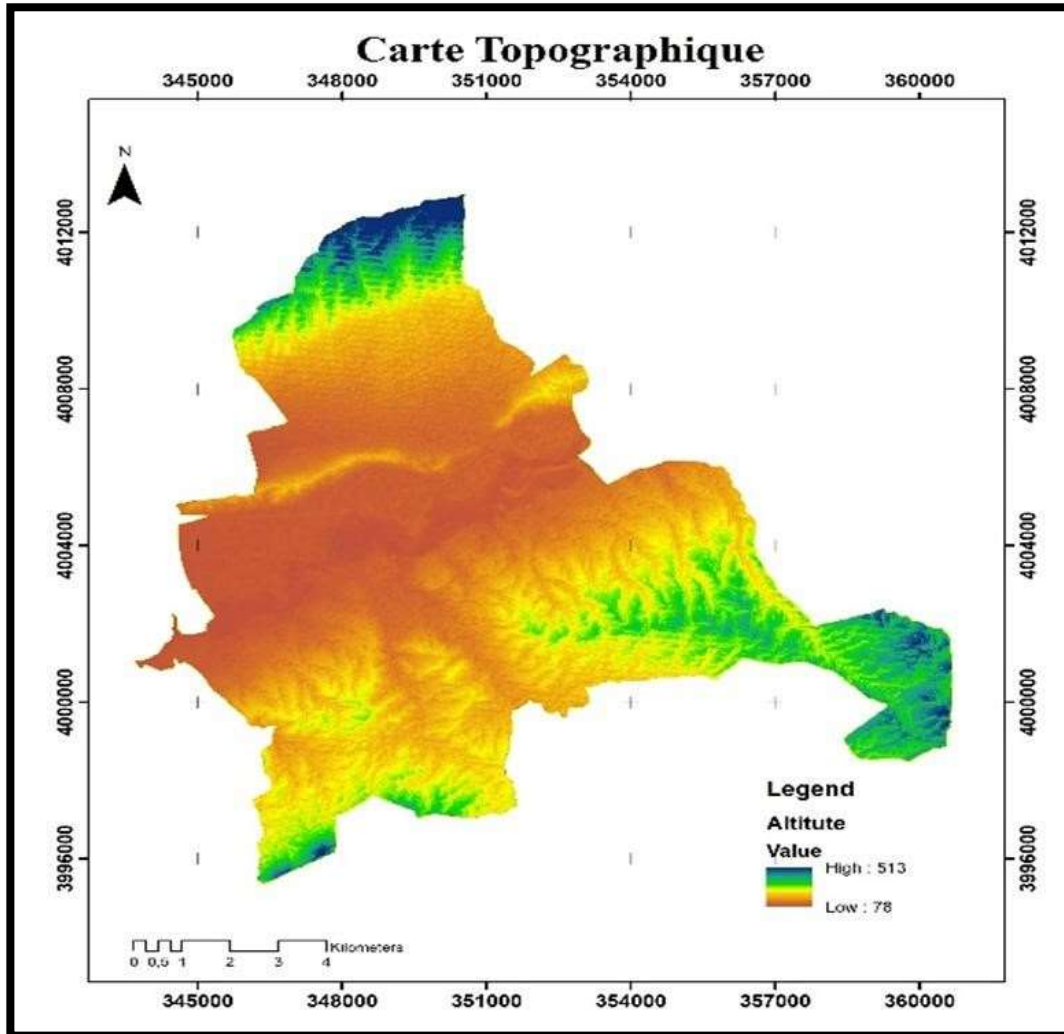 Carte Topographique
345000 348000 351000 354000 357000 360000
N
4012000 4012000
4008000 4008000
4004000 4004000
4000000 4000000
3996000 3996000
Legend
Altitute
Value
High : 513
Low : 78
Kilometers
0 0,5 1 2 3 4
345000 348000 351000 354000 357000 360000